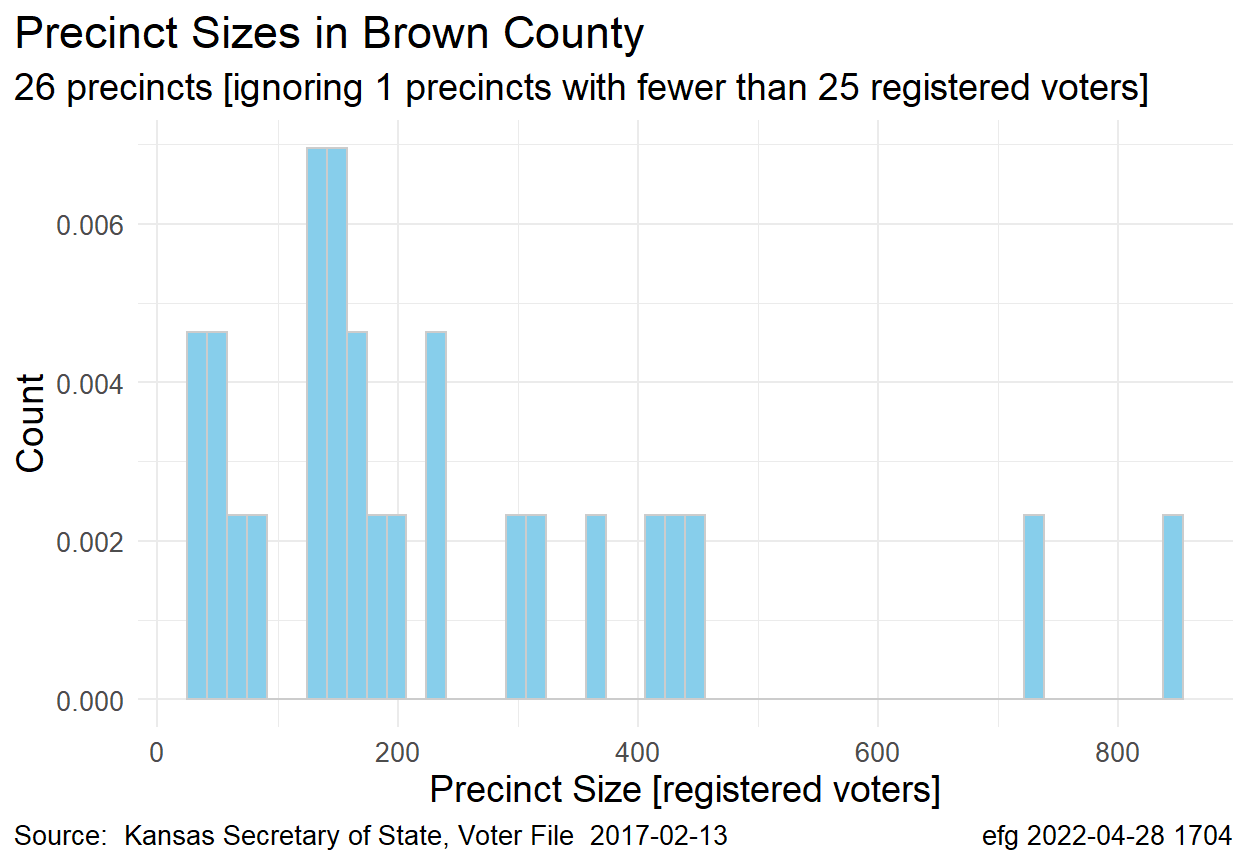 Precinct Sizes in Brown County
26 precincts [ignoring 1 precincts with fewer than 25 registered voters]
Count
0.006
0.004
0.002
0.000
0 200 400 600 800
Precinct Size [registered voters]
Source:  Kansas Secretary of State, Voter File  2017-02-13 efg 2022-04-28 1704